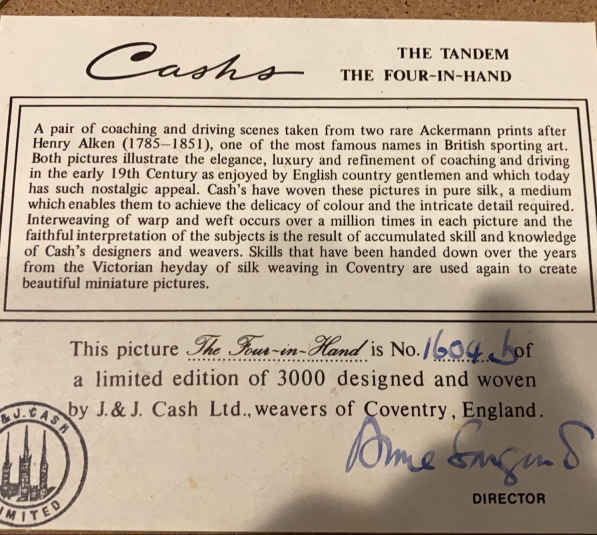 Cash's
THE TANDEM
THE FOUR-IN-HAND
A pair of coaching and driving scenes taken from two rare Ackermann prints after
Henry Alken (1785–1851), one of the most famous names in British sporting art.
Both pictures illustrate the elegance, luxury and refinement of coaching and driving
in the early 19th Century as enjoyed by English country gentlemen and which today
has such nostalgic appeal. Cash's have woven these pictures in pure silk, a medium
which enables them to achieve the delicacy of colour and the intricate detail required.
Interweaving of warp and weft occurs over a million times in each picture and the
faithful interpretation of the subjects is the result of accumulated skill and knowledge
of Cash's designers and weavers. Skills that have been handed down over the years
from the Victorian heyday of silk weaving in Coventry are used again to create
beautiful miniature pictures.
This picture The Four-in-Hand is No. 1604 b of
a limited edition of 3000 designed and woven
by J. & J. Cash Ltd., weavers of Coventry, England.
& J. CASH
LIMITED
DIRECTOR